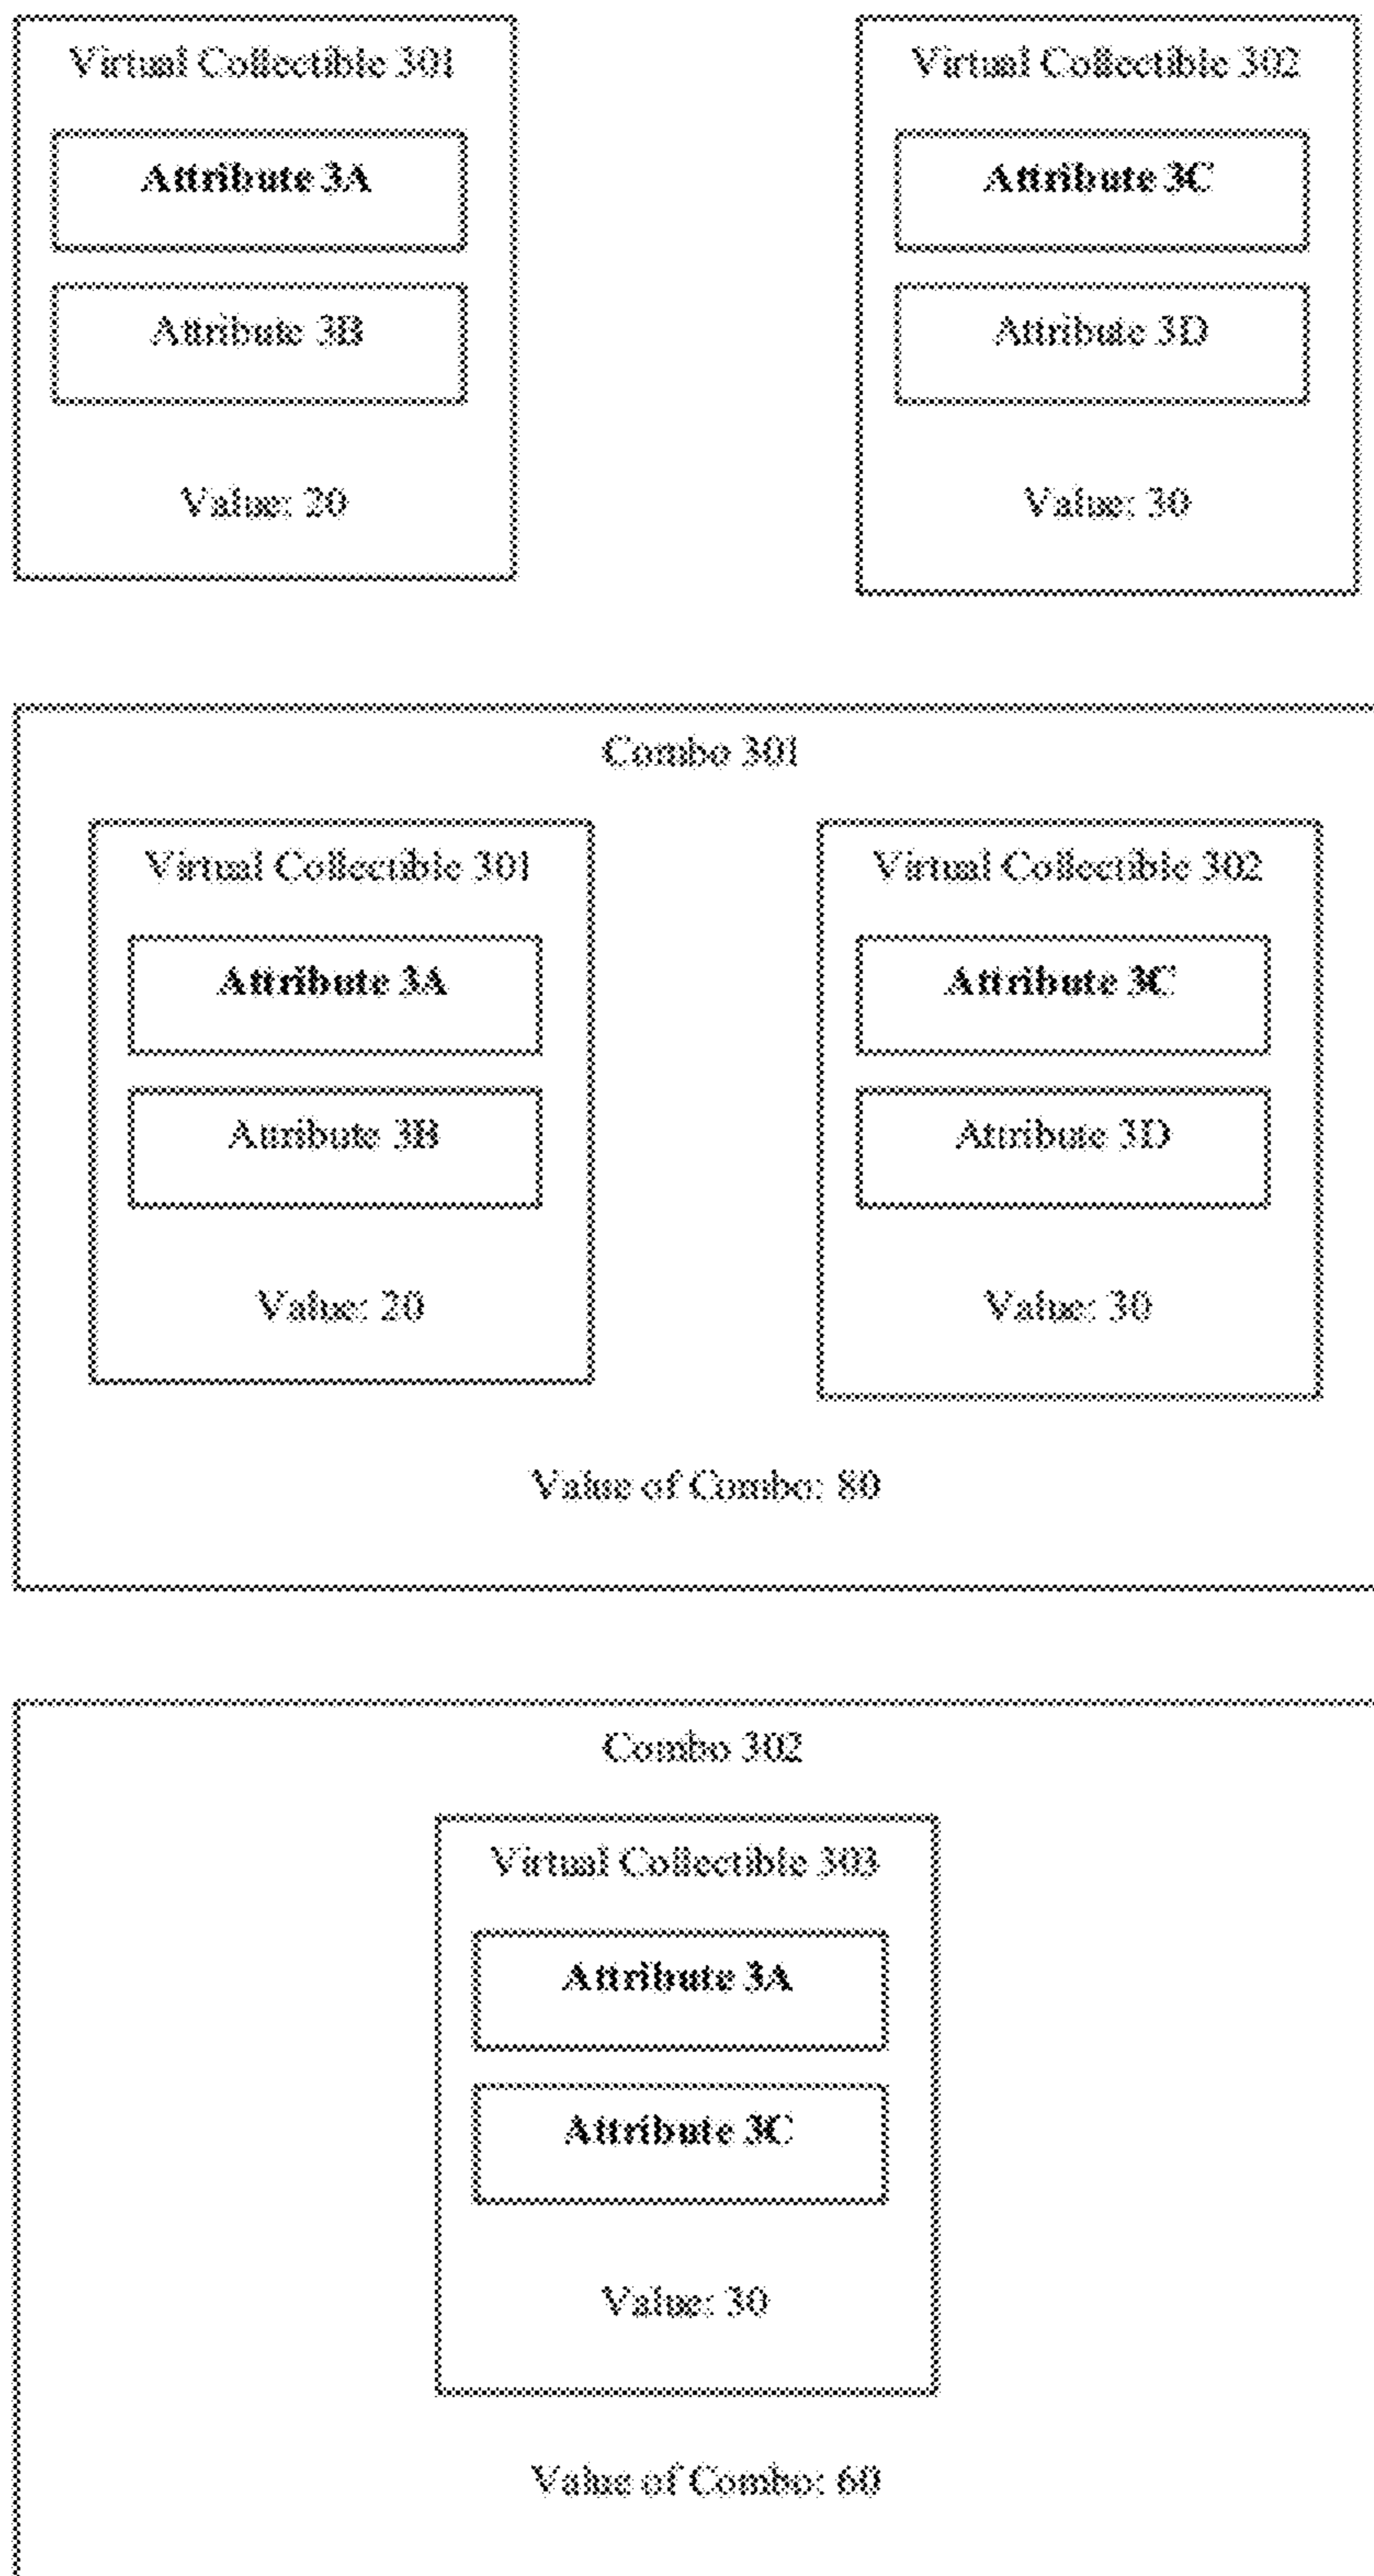 Virtual Collectible 301
Attribute 3A
Attribute 3B
Value: 20
Virtual Collectible 302
Attribute 3C
Attribute 3D
Value: 30
Combo 301
Virtual Collectible 301
Attribute 3A
Attribute 3B
Value: 20
Virtual Collectible 302
Attribute 3C
Attribute 3D
Value: 30
Value of Combo: 80
Combo 302
Virtual Collectible 303
Attribute 3A
Attribute 3C
Value: 30
Value of Combo: 60